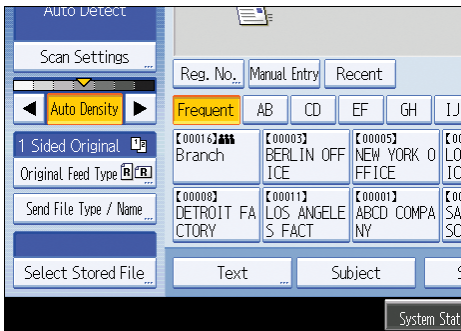 Auto Detect
Scan Settings
Reg. No.
Manual Entry
Recent
Auto Density
Frequent
AB
CD
EF
GH
IJ
1 Sided Original
Original Feed Type
Send File Type / Name
Select Stored File
【00016】
Branch
【00003】
BERLIN OFF
ICE
【00005】
NEW YORK O
FFICE
【00008】
DETROIT FA
CTORY
【00011】
LOS ANGELE
S FACT
【00001】
ABCD COMPA
NY
Text
Subject
System Stat